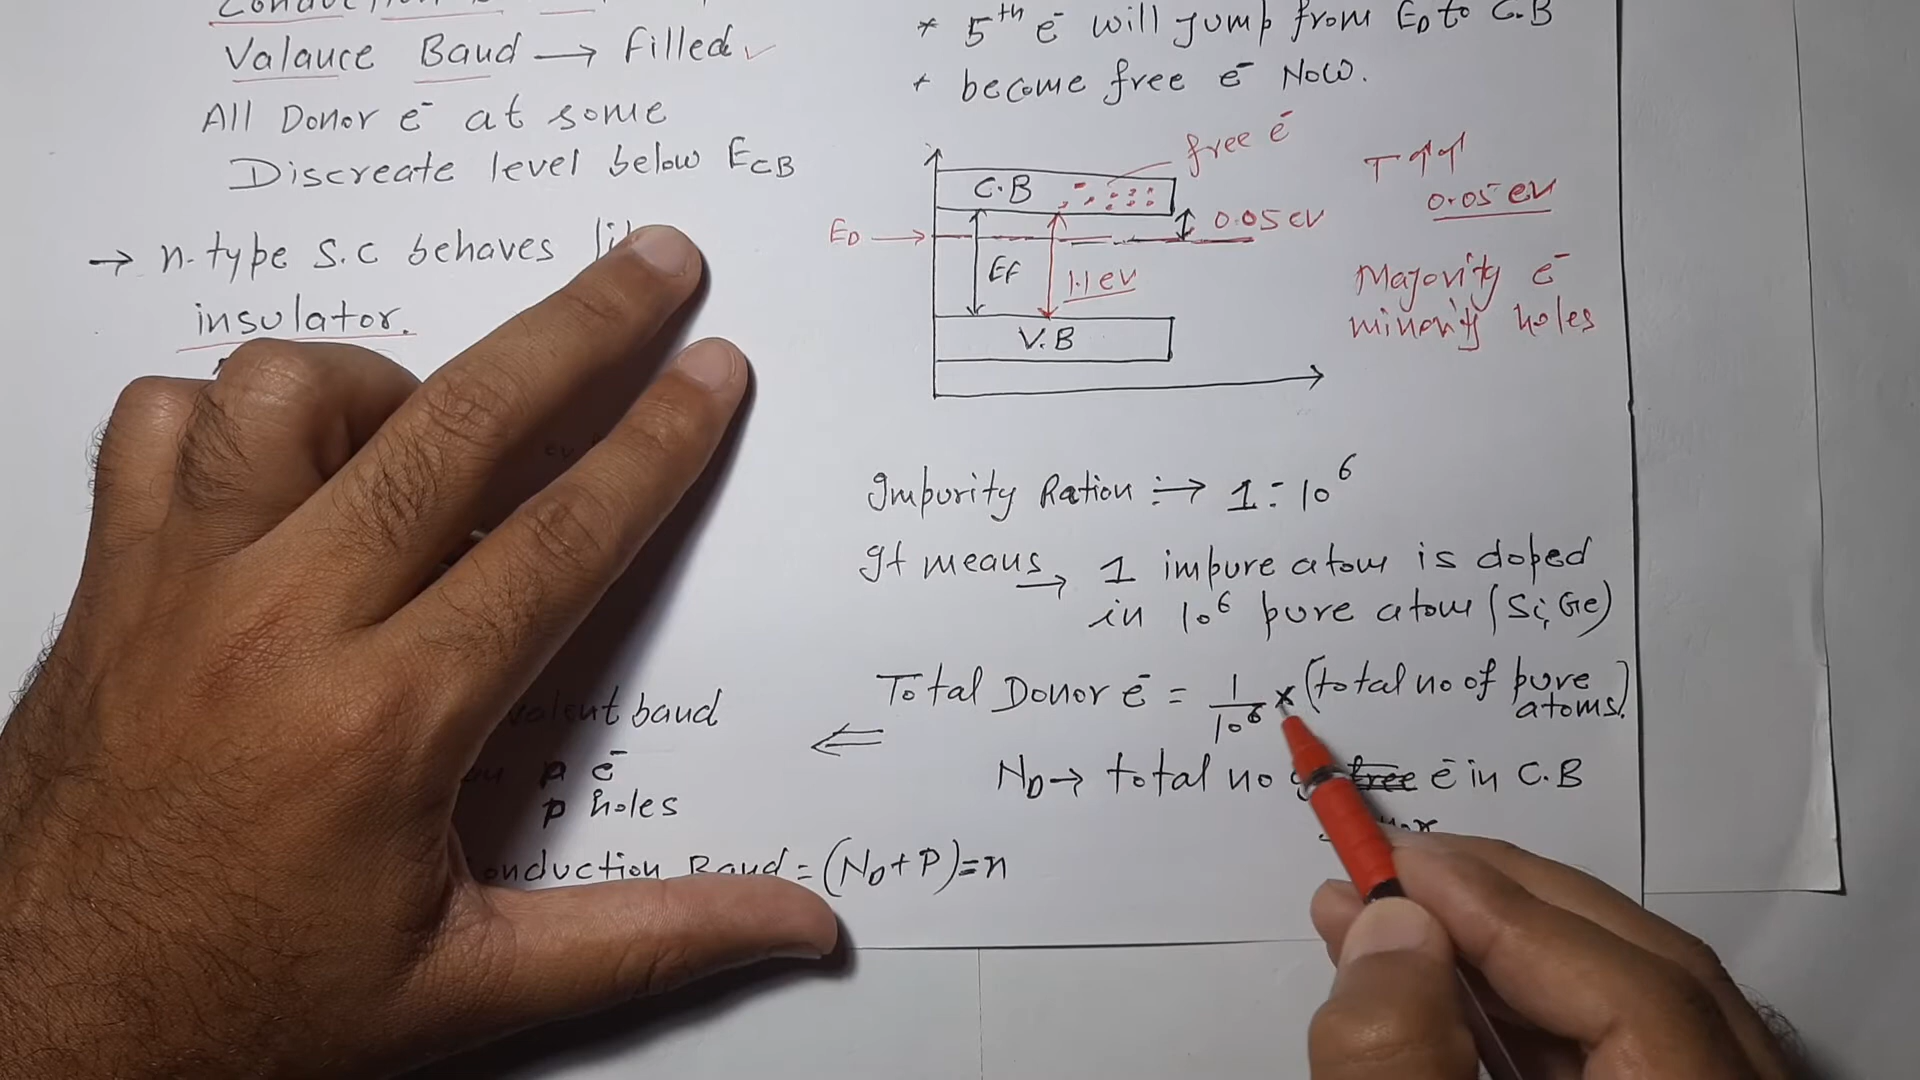 Valauce Baud → Filled ✓
All Donor e⁻ at some
Discreate level below E_CB
→ n-type S.C behaves
insulator.
valent baud
p e⁻
p holes
Conduction Baud = (N_D + P) = n
* 5th e⁻ will Jump from E_D to C.B
* become free e⁻ NOW.
free e⁻
C.B
E_D →
0.05 eV
Ef
1.1 eV
V.B
T ↑↑
0.05 eV
Majority e⁻
minority holes
Impurity Ration :→ 1 : 10⁶
It meaus → 1 impure atom is doped
in 10⁶ pure atom (Si, Ge)
Total Donor e⁻ = 1/10⁶ × (total no of pure atoms.)
N_D → total no free e⁻ in C.B